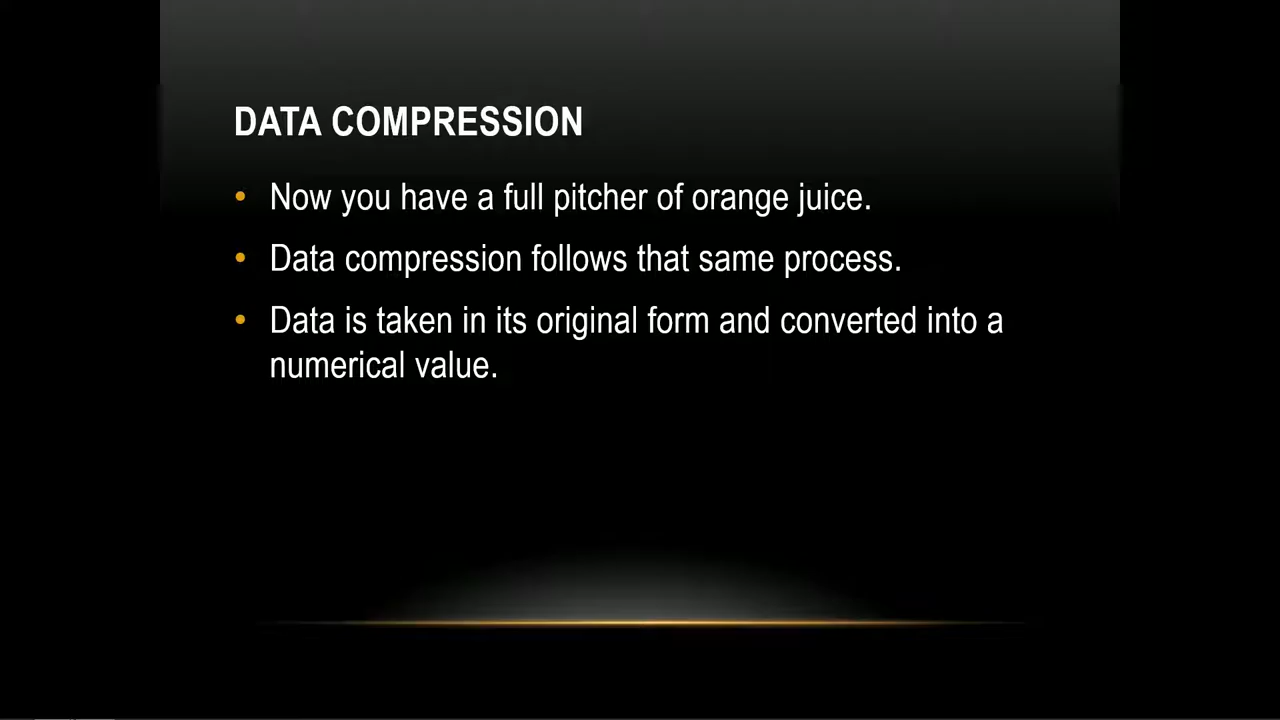 DATA COMPRESSION
• Now you have a full pitcher of orange juice.
• Data compression follows that same process.
• Data is taken in its original form and converted into a
numerical value.